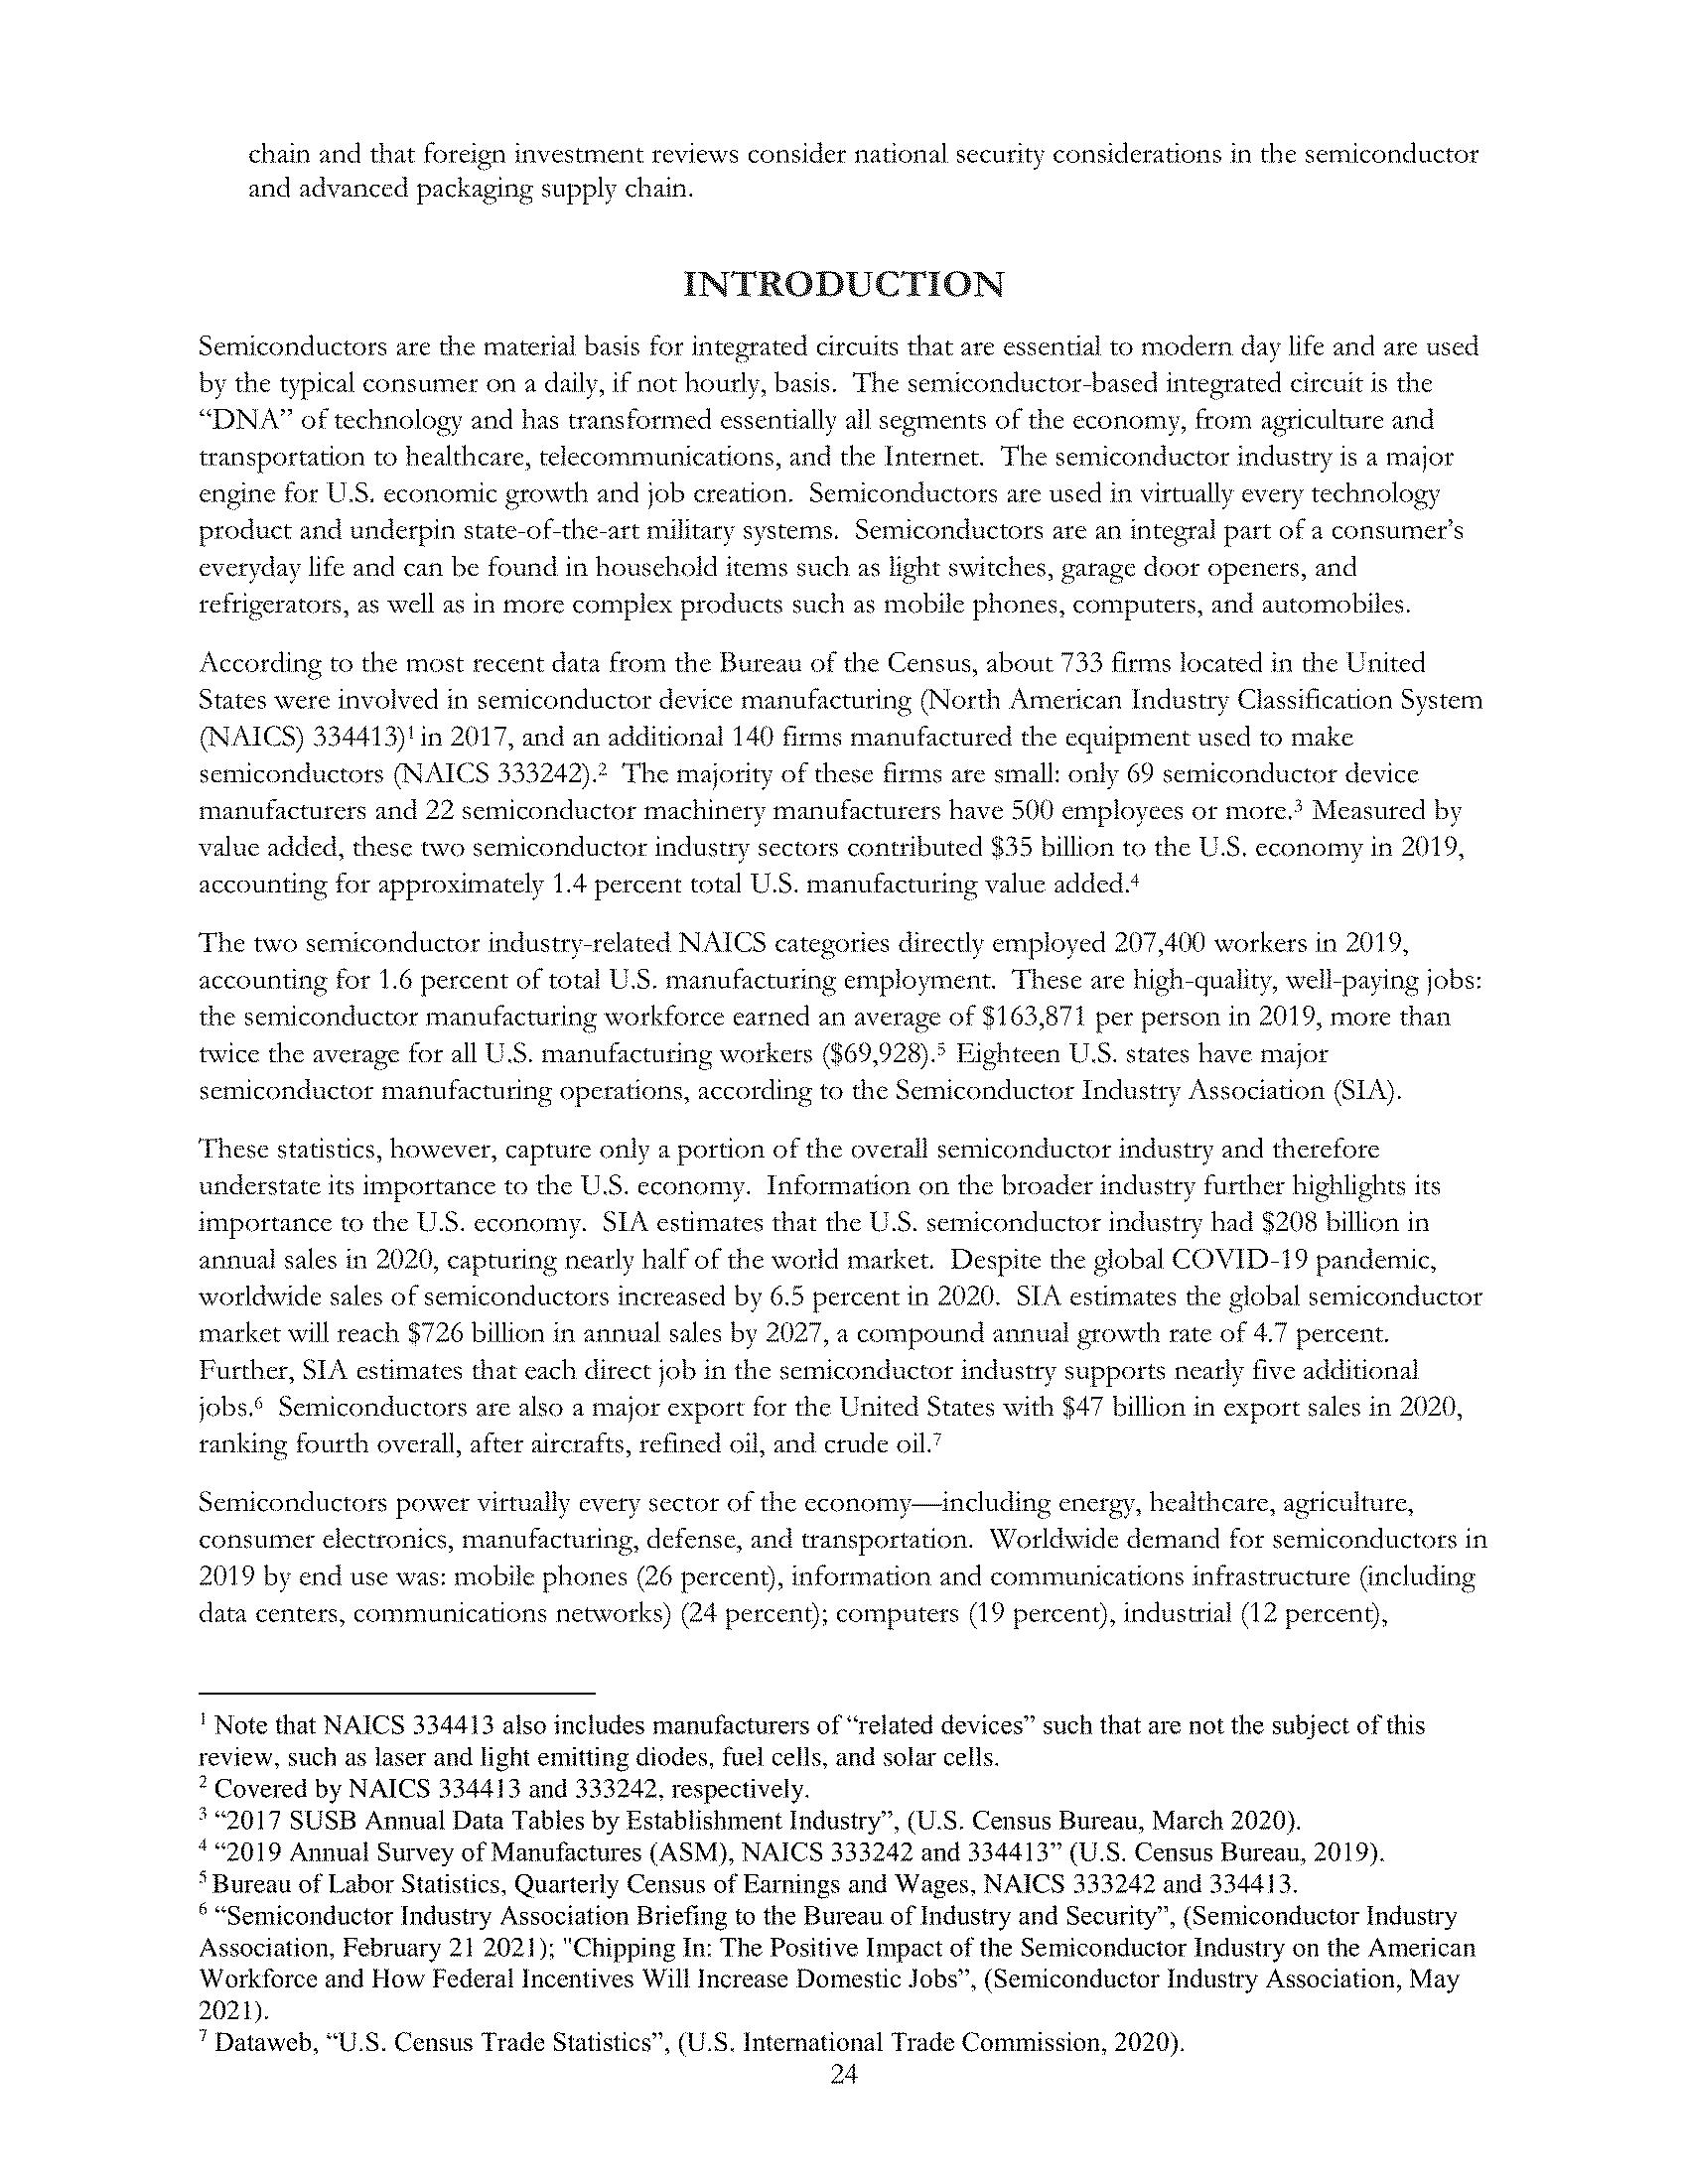 chain and that foreign investment reviews consider national security considerations in the semiconductor
and advanced packaging supply chain.
INTRODUCTION
Semiconductors are the material basis for integrated circuits that are essential to modern day life and are used
by the typical consumer on a daily, if not hourly, basis.  The semiconductor-based integrated circuit is the
“DNA” of technology and has transformed essentially all segments of the economy, from agriculture and
transportation to healthcare, telecommunications, and the Internet.  The semiconductor industry is a major
engine for U.S. economic growth and job creation.  Semiconductors are used in virtually every technology
product and underpin state-of-the-art military systems.  Semiconductors are an integral part of a consumer’s
everyday life and can be found in household items such as light switches, garage door openers, and
refrigerators, as well as in more complex products such as mobile phones, computers, and automobiles.
According to the most recent data from the Bureau of the Census, about 733 firms located in the United
States were involved in semiconductor device manufacturing (North American Industry Classification System
(NAICS) 334413)¹ in 2017, and an additional 140 firms manufactured the equipment used to make
semiconductors (NAICS 333242).²  The majority of these firms are small: only 69 semiconductor device
manufacturers and 22 semiconductor machinery manufacturers have 500 employees or more.³ Measured by
value added, these two semiconductor industry sectors contributed $35 billion to the U.S. economy in 2019,
accounting for approximately 1.4 percent total U.S. manufacturing value added.⁴
The two semiconductor industry-related NAICS categories directly employed 207,400 workers in 2019,
accounting for 1.6 percent of total U.S. manufacturing employment.  These are high-quality, well-paying jobs:
the semiconductor manufacturing workforce earned an average of $163,871 per person in 2019, more than
twice the average for all U.S. manufacturing workers ($69,928).⁵ Eighteen U.S. states have major
semiconductor manufacturing operations, according to the Semiconductor Industry Association (SIA).
These statistics, however, capture only a portion of the overall semiconductor industry and therefore
understate its importance to the U.S. economy.  Information on the broader industry further highlights its
importance to the U.S. economy.  SIA estimates that the U.S. semiconductor industry had $208 billion in
annual sales in 2020, capturing nearly half of the world market.  Despite the global COVID-19 pandemic,
worldwide sales of semiconductors increased by 6.5 percent in 2020.  SIA estimates the global semiconductor
market will reach $726 billion in annual sales by 2027, a compound annual growth rate of 4.7 percent.
Further, SIA estimates that each direct job in the semiconductor industry supports nearly five additional
jobs.⁶  Semiconductors are also a major export for the United States with $47 billion in export sales in 2020,
ranking fourth overall, after aircrafts, refined oil, and crude oil.⁷
Semiconductors power virtually every sector of the economy—including energy, healthcare, agriculture,
consumer electronics, manufacturing, defense, and transportation.  Worldwide demand for semiconductors in
2019 by end use was: mobile phones (26 percent), information and communications infrastructure (including
data centers, communications networks) (24 percent); computers (19 percent), industrial (12 percent),
¹ Note that NAICS 334413 also includes manufacturers of “related devices” such that are not the subject of this
review, such as laser and light emitting diodes, fuel cells, and solar cells.
² Covered by NAICS 334413 and 333242, respectively.
³ “2017 SUSB Annual Data Tables by Establishment Industry”, (U.S. Census Bureau, March 2020).
⁴ “2019 Annual Survey of Manufactures (ASM), NAICS 333242 and 334413” (U.S. Census Bureau, 2019).
⁵ Bureau of Labor Statistics, Quarterly Census of Earnings and Wages, NAICS 333242 and 334413.
⁶ “Semiconductor Industry Association Briefing to the Bureau of Industry and Security”, (Semiconductor Industry
Association, February 21 2021); "Chipping In: The Positive Impact of the Semiconductor Industry on the American
Workforce and How Federal Incentives Will Increase Domestic Jobs”, (Semiconductor Industry Association, May
2021).
⁷ Dataweb, “U.S. Census Trade Statistics”, (U.S. International Trade Commission, 2020).
24